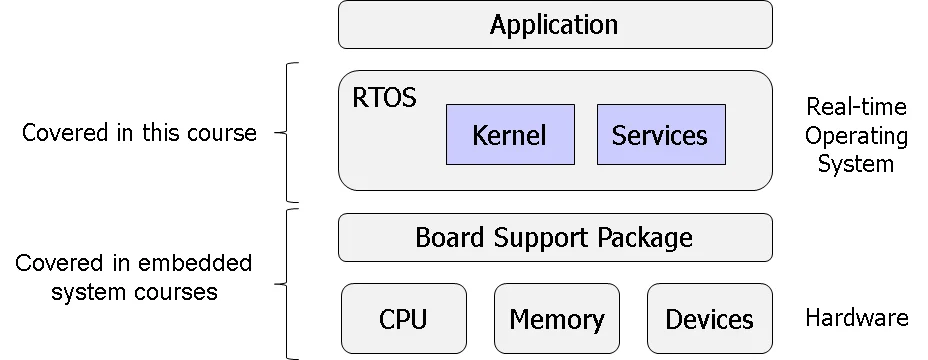 Application
RTOS
Kernel
Services
Covered in this course
Real-time
Operating
System
Board Support Package
Covered in embedded
system courses
CPU
Memory
Devices
Hardware